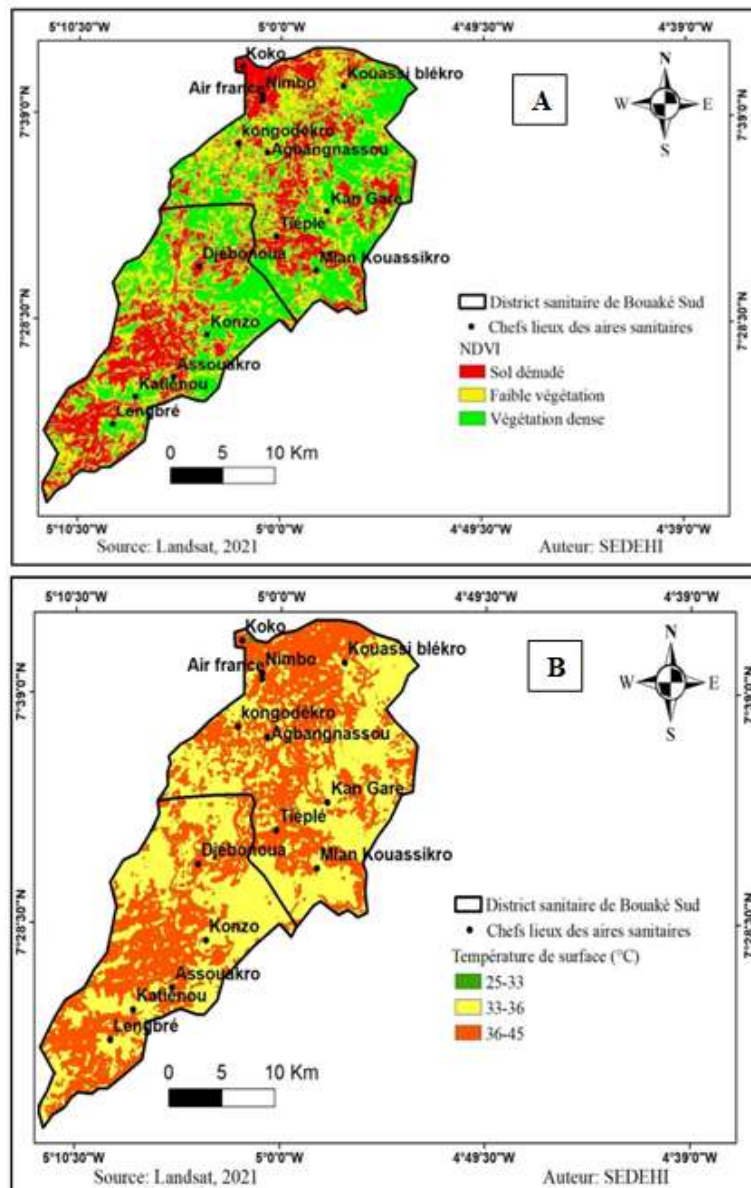 5°10'30"W 5°0'0"W 4°49'30"W 4°39'0"W
Koko
Kouassi blékro
Air france Nimbo
A
N
W E
S
7°39'0"N 7°39'0"N
kongodékro
Agbangnassou
Kan Gare
Tiéplé
Djébonoua
Mlan Kouassikro
District sanitaire de Bouaké Sud
Chefs lieux des aires sanitaires
NDVI
Sol dénudé
Faible végétation
Végétation dense
7°28'30"N 7°28'30"N
Konzo
Assouakro
Katiénou
Lengbré
0 5 10 Km
5°10'30"W 5°0'0"W 4°49'30"W 4°39'0"W
Source: Landsat, 2021 Auteur: SEDEHI
5°10'30"W 5°0'0"W 4°49'30"W 4°39'0"W
Koko
Kouassi blékro
Air france Nimbo
B
N
W E
S
7°39'0"N 7°39'0"N
kongodékro
Agbangnassou
Kan Gare
Tiéplé
Djébonoua
Mlan Kouassikro
District sanitaire de Bouaké Sud
Chefs lieux des aires sanitaires
Température de surface (°C)
25-33
33-36
36-45
7°28'30"N 7°28'30"N
Konzo
Assouakro
Katiénou
Lengbré
0 5 10 Km
5°10'30"W 5°0'0"W 4°49'30"W 4°39'0"W
Source: Landsat, 2021 Auteur: SEDEHI